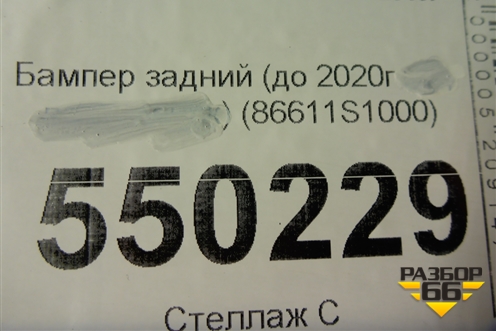 Бампер задний (до 2020г
) (86611S1000)
550229
Стеллаж С
РАЗБОР
66